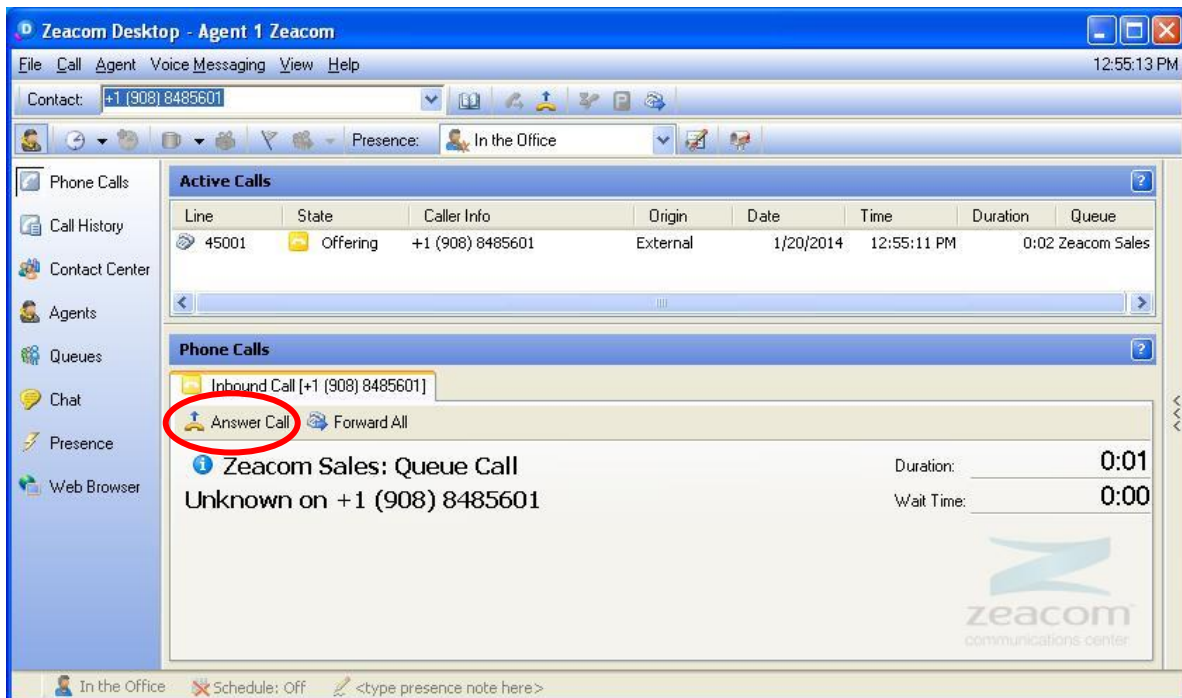 Zeacom Desktop - Agent 1 Zeacom
File Call Agent Voice Messaging View Help 12:55:13 PM
Contact: +1 (908) 8485601
Presence: In the Office
Phone Calls
Call History
Contact Center
Agents
Queues
Chat
Presence
Web Browser
Active Calls
Line State Caller Info Origin Date Time Duration Queue
45001 Offering +1 (908) 8485601 External 1/20/2014 12:55:11 PM 0:02 Zeacom Sales
Phone Calls
Inbound Call [+1 (908) 8485601]
Answer Call Forward All
Zeacom Sales: Queue Call Duration: 0:01
Unknown on +1 (908) 8485601 Wait Time: 0:00
zeacom
communications center
In the Office Schedule: Off <type presence note here>